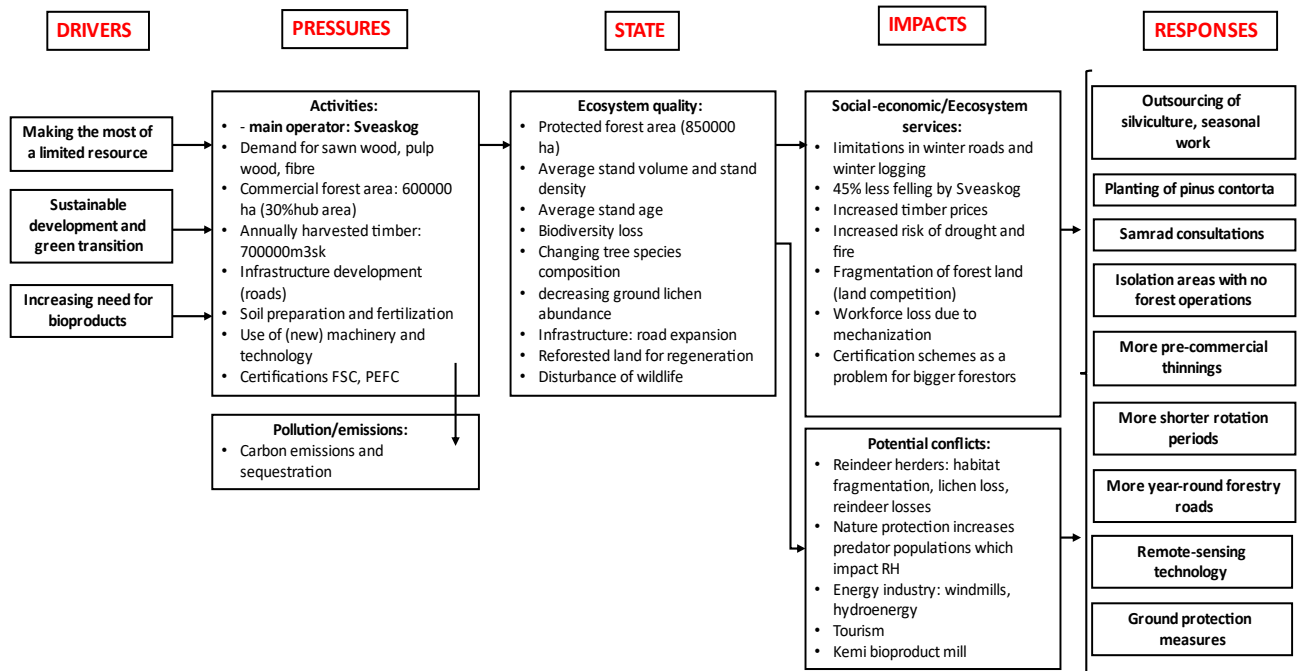 DRIVERS
PRESSURES
STATE
IMPACTS
RESPONSES
Making the most of
a limited resource
Sustainable
development and
green transition
Increasing need for
bioproducts
Activities:
• - main operator: Sveaskog
• Demand for sawn wood, pulp
wood, fibre
• Commercial forest area: 600000
ha (30%hub area)
• Annually harvested timber:
700000m3sk
• Infrastructure development
(roads)
• Soil preparation and fertilization
• Use of (new) machinery and
technology
• Certifications FSC, PEFC
Pollution/emissions:
• Carbon emissions and
sequestration
Ecosystem quality:
• Protected forest area (850000
ha)
• Average stand volume and stand
density
• Average stand age
• Biodiversity loss
• Changing tree species
composition
• decreasing ground lichen
abundance
• Infrastructure: road expansion
• Reforested land for regeneration
• Disturbance of wildlife
Social-economic/Eecosystem
services:
• limitations in winter roads and
winter logging
• 45% less felling by Sveaskog
• Increased timber prices
• Increased risk of drought and
fire
• Fragmentation of forest land
(land competition)
• Workforce loss due to
mechanization
• Certification schemes as a
problem for bigger forestors
Potential conflicts:
• Reindeer herders: habitat
fragmentation, lichen loss,
reindeer losses
• Nature protection increases
predator populations which
impact RH
• Energy industry: windmills,
hydroenergy
• Tourism
• Kemi bioproduct mill
Outsourcing of
silviculture, seasonal
work
Planting of pinus contorta
Samrad consultations
Isolation areas with no
forest operations
More pre-commercial
thinnings
More shorter rotation
periods
More year-round forestry
roads
Remote-sensing
technology
Ground protection
measures